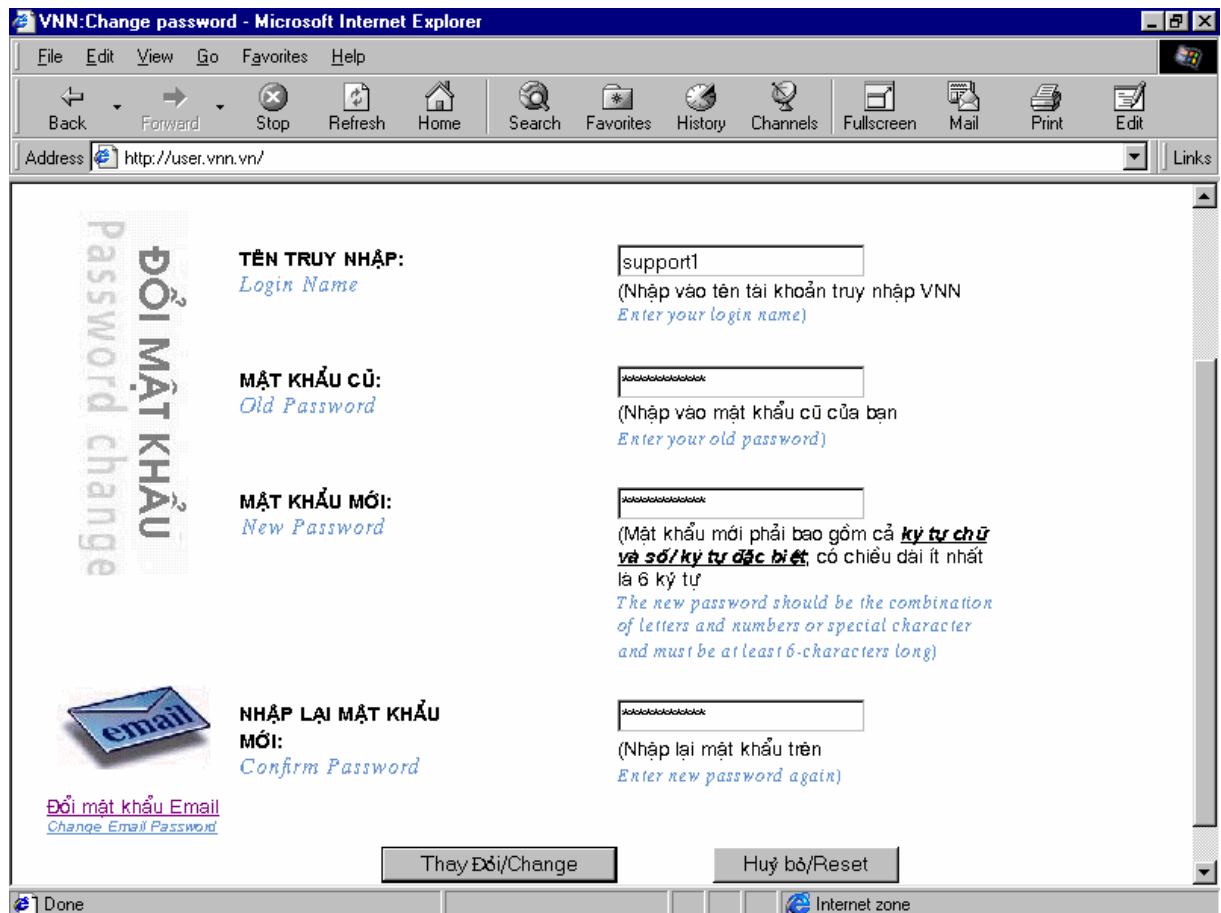 VNN:Change password - Microsoft Internet Explorer
File Edit View Go Favorites Help
Back Forward Stop Refresh Home Search Favorites History Channels Fullscreen Mail Print Edit
Address http://user.vnn.vn/ Links
Password change
ĐỔI MẬT KHẨU
TÊN TRUY NHẬP:
Login Name
support1
(Nhập vào tên tài khoản truy nhập VNN
Enter your login name)
MẬT KHẨU CŨ:
Old Password
************
(Nhập vào mật khẩu cũ của bạn
Enter your old password)
MẬT KHẨU MỚI:
New Password
************
(Mật khẩu mới phải bao gồm cả ký tự chữ
và số/ký tự đặc biệt, có chiều dài ít nhất
là 6 ký tự
The new password should be the combination
of letters and numbers or special character
and must be at least 6-characters long)
email
NHẬP LẠI MẬT KHẨU
MỚI:
Confirm Password
************
(Nhập lại mật khẩu trên
Enter new password again)
Đổi mật khẩu Email
Change Email Password
Thay Đổi/Change
Huỷ bỏ/Reset
Done
Internet zone